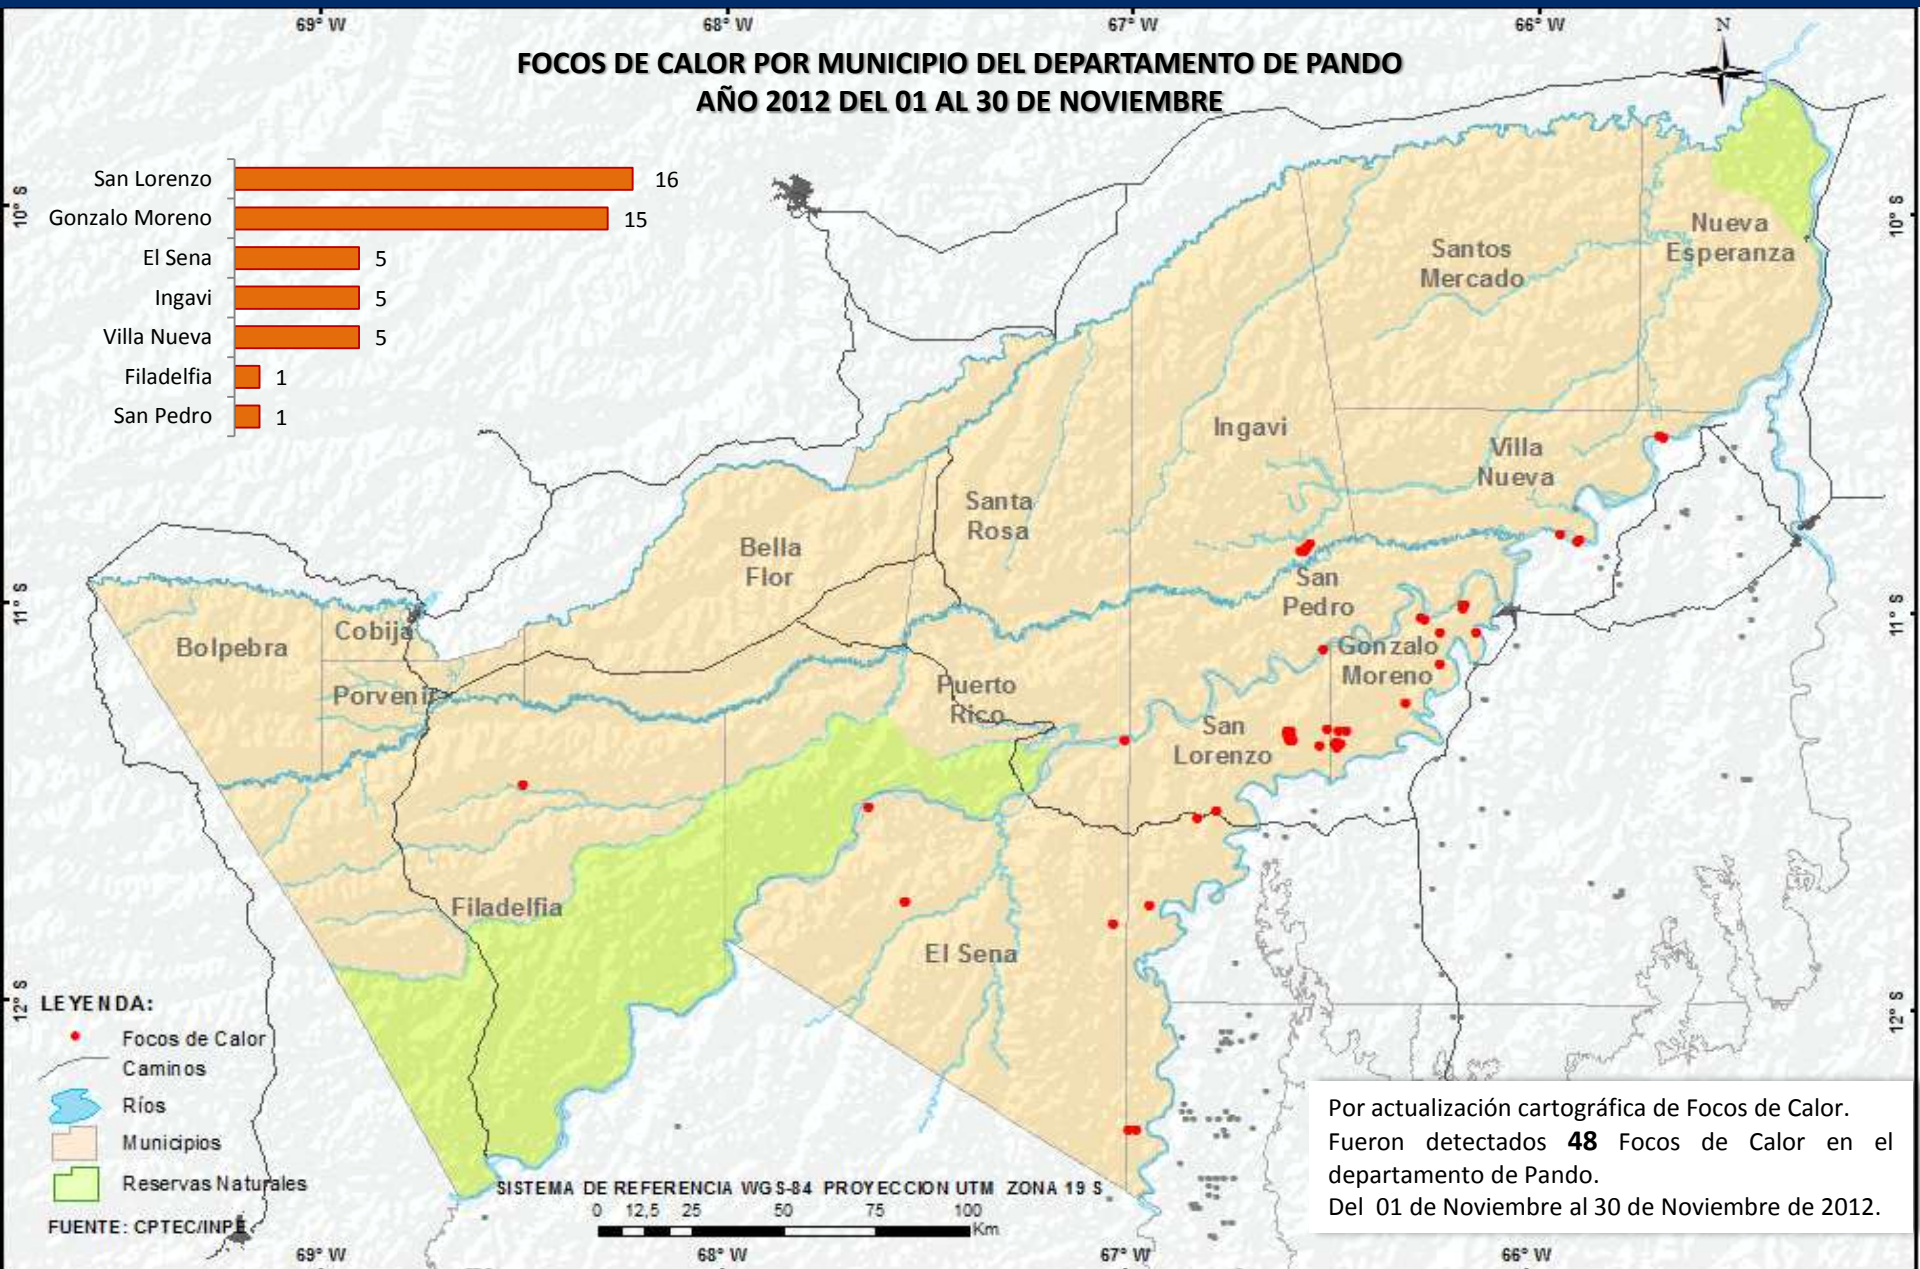 69° W 68° W 67° W 66° W
N
FOCOS DE CALOR POR MUNICIPIO DEL DEPARTAMENTO DE PANDO
AÑO 2012 DEL 01 AL 30 DE NOVIEMBRE
San Lorenzo 16
Gonzalo Moreno 15
El Sena 5
Ingavi 5
Villa Nueva 5
Filadelfia 1
San Pedro 1
10° S
10° S
11° S
11° S
12° S
12° S
Nueva
Esperanza
Santos
Mercado
Ingavi
Villa
Nueva
Santa
Rosa
Bella
Flor
San
Pedro
Cobija
Bolpebra
Gonzalo
Moreno
Porvenir
Puerto
Rico
San
Lorenzo
Filadelfia
El Sena
LEYENDA:
Focos de Calor
Caminos
Ríos
Municipios
Reservas Naturales
FUENTE: CPTEC/INPE
SISTEMA DE REFERENCIA WGS-84 PROYECCION UTM ZONA 19 S
0 12,5 25 50 75 100
Km
Por actualización cartográfica de Focos de Calor.
Fueron detectados 48 Focos de Calor en el
departamento de Pando.
Del 01 de Noviembre al 30 de Noviembre de 2012.
69° W 68° W 67° W 66° W